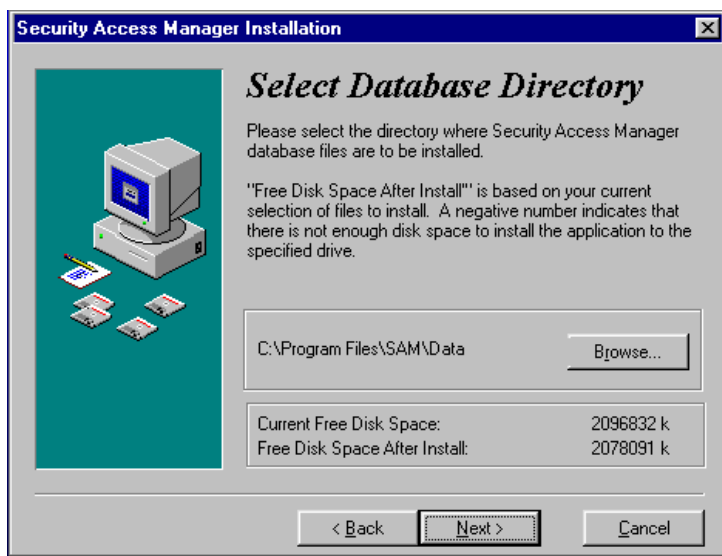 Security Access Manager Installation
Select Database Directory
Please select the directory where Security Access Manager
database files are to be installed.
"Free Disk Space After Install"' is based on your current
selection of files to install.  A negative number indicates that
there is not enough disk space to install the application to the
specified drive.
C:\Program Files\SAM\Data
Browse...
Current Free Disk Space: 2096832 k
Free Disk Space After Install: 2078091 k
< Back
Next >
Cancel